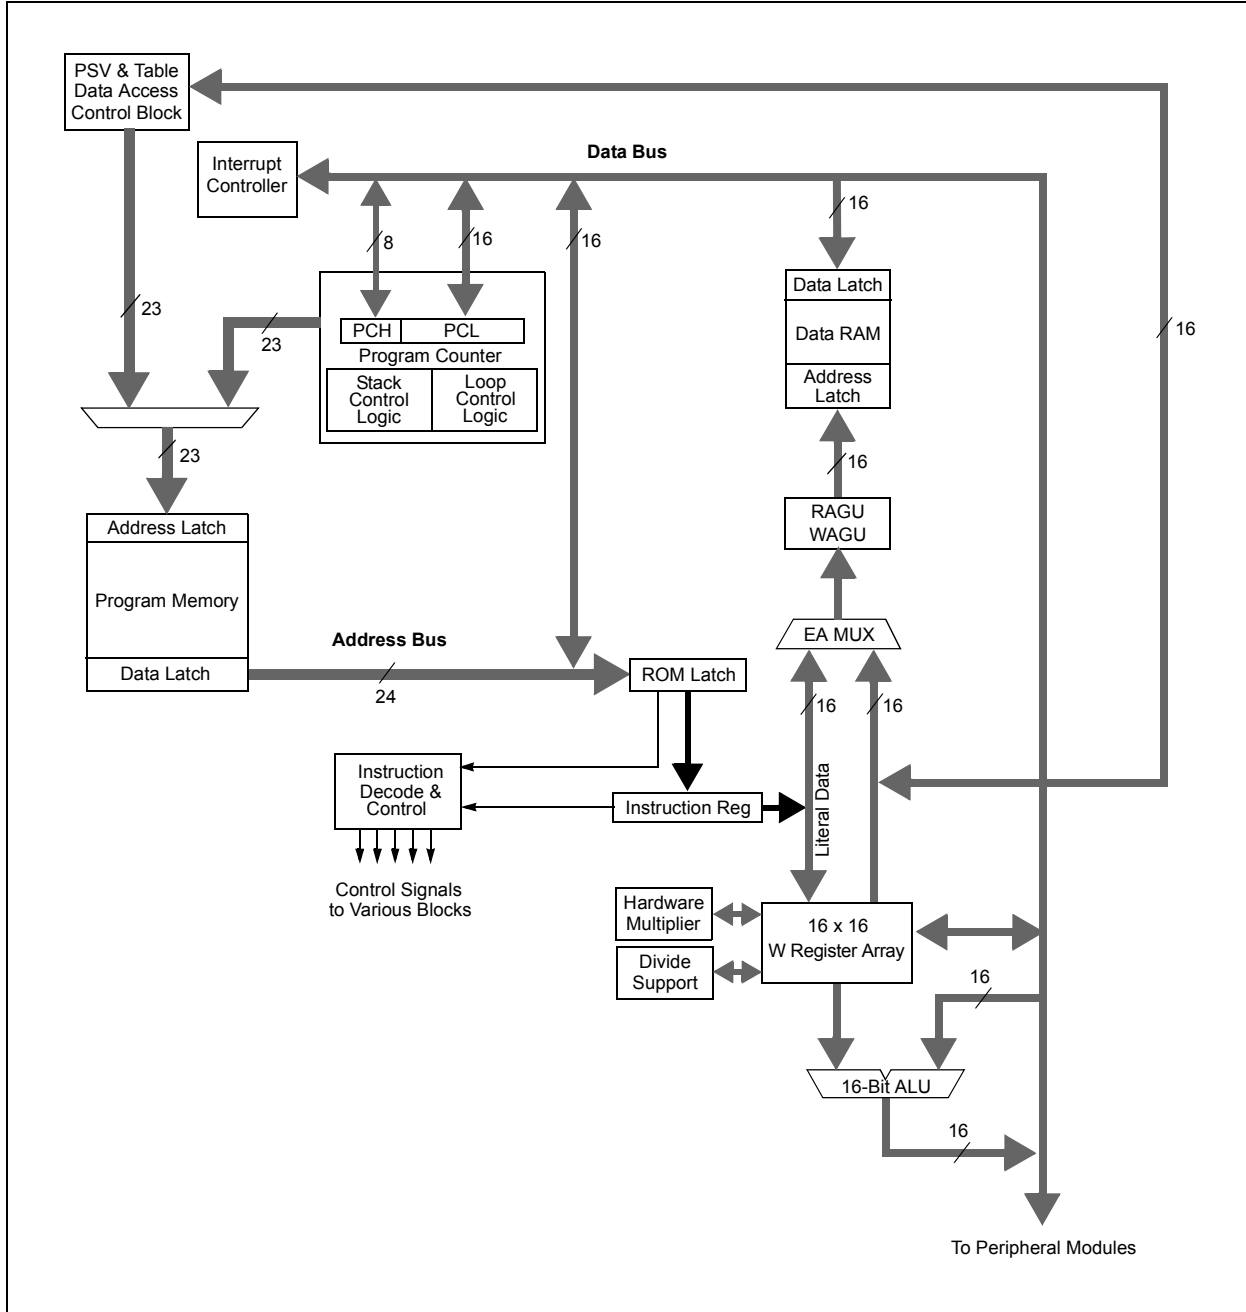 PSV & Table
Data Access
Control Block
Interrupt
Controller
Data Bus
8
16
16
16
16
23
23
23
PCH
PCL
Program Counter
Stack
Control
Logic
Loop
Control
Logic
Data Latch
Data RAM
Address
Latch
16
RAGU
WAGU
EA MUX
16
16
Address Latch
Program Memory
Data Latch
Address Bus
24
ROM Latch
Instruction
Decode &
Control
Instruction Reg
Literal Data
Control Signals
to Various Blocks
Hardware
Multiplier
Divide
Support
16 x 16
W Register Array
16
16-Bit ALU
16
To Peripheral Modules